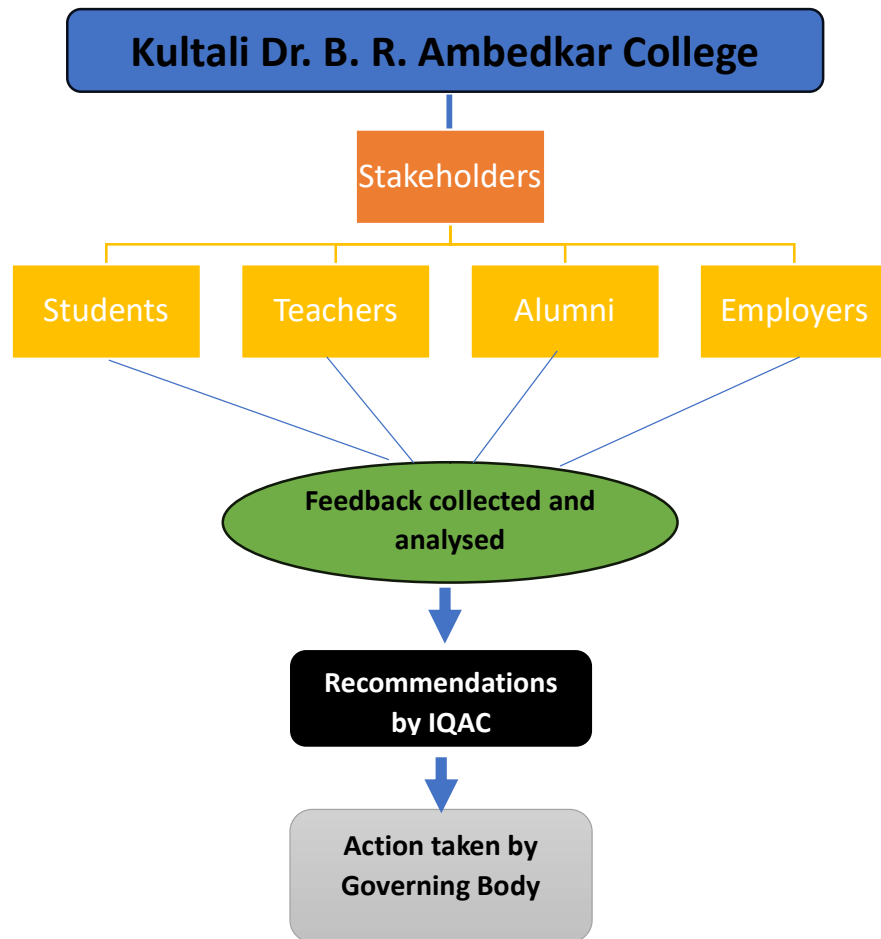 Kultali Dr. B. R. Ambedkar College
Stakeholders
Students
Teachers
Alumni
Employers
Feedback collected and
analysed
Recommendations
by IQAC
Action taken by
Governing Body